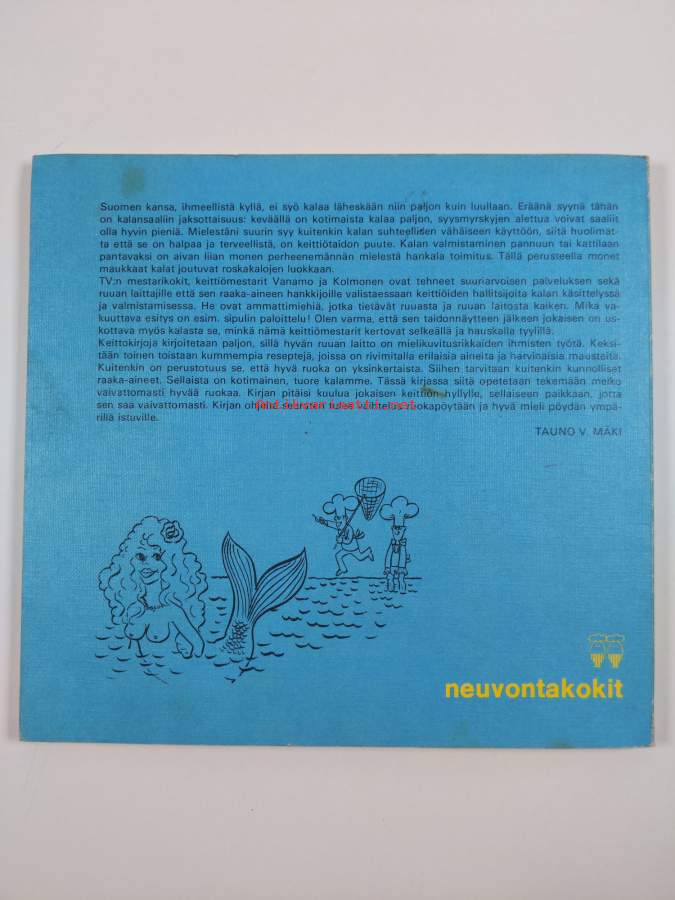 Suomen kansa, ihmeellistä kyllä, ei syö kalaa läheskään niin paljon kuin luullaan. Eräänä syynä tähän
on kalansaaliin jaksottaisuus: keväällä on kotimaista kalaa paljon, syysmyrskyjen alettua voivat saaliit
olla hyvin pieniä. Mielestäni suurin syy kuitenkin kalan suhteellisen vähäiseen käyttöön, siitä huolimat-
ta että se on halpaa ja terveellistä, on keittiötaidon puute. Kalan valmistaminen pannuun tai kattilaan
pantavaksi on aivan liian monen perheenemännän mielestä hankala toimitus. Tällä perusteella monet
maukkaat kalat joutuvat roskakalojen luokkaan.
TV:n mestarikokit, keittiömestarit Vanamo ja Kolmonen ovat tehneet suuriarvoisen palveluksen sekä
ruuan laittajille että sen raaka-aineen hankkijoille valistaessaan keittiöiden hallitsijoita kalan käsittelyssä
ja valmistamisessa. He ovat ammattimiehiä, jotka tietävät ruuasta ja ruuan laitosta kaiken. Mika va-
kuuttava esitys on esim. sipulin paloittelu! Olen varma, että sen taidonnäytteen jälkeen jokaisen on us-
kottava myös kalasta se, minkä nämä keittiömestarit kertovat selkeällä ja hauskalla tyylillä.
Keittokirjoja kirjoitetaan paljon, sillä hyvän ruuan laitto on mielikuvitusrikkaiden ihmisten työtä. Keksi-
tään toinen toistaan kummempia reseptejä, joissa on rivimitalla erilaisia aineita ja harvinaisia mausteita.
Kuitenkin on perustotuus se, että hyvä ruoka on yksinkertaista. Siihen tarvitaan kuitenkin kunnolliset
raaka-aineet. Sellaista on kotimainen, tuore kalamme. Tässä kirjassa siitä opetetaan tekemään melko
vaivattomasti hyvää ruokaa. Kirjan pitäisi kuulua jokaisen keittiön hyllylle, sellaiseen paikkaan, jotta
sen saa vaivattomasti. Kirjan ohjeita seuraten tulee vaihtelua ruokapöytään ja hyvä mieli pöydän ympä-
rillä istuville.
TAUNO V. MÄKI
neuvontakokit